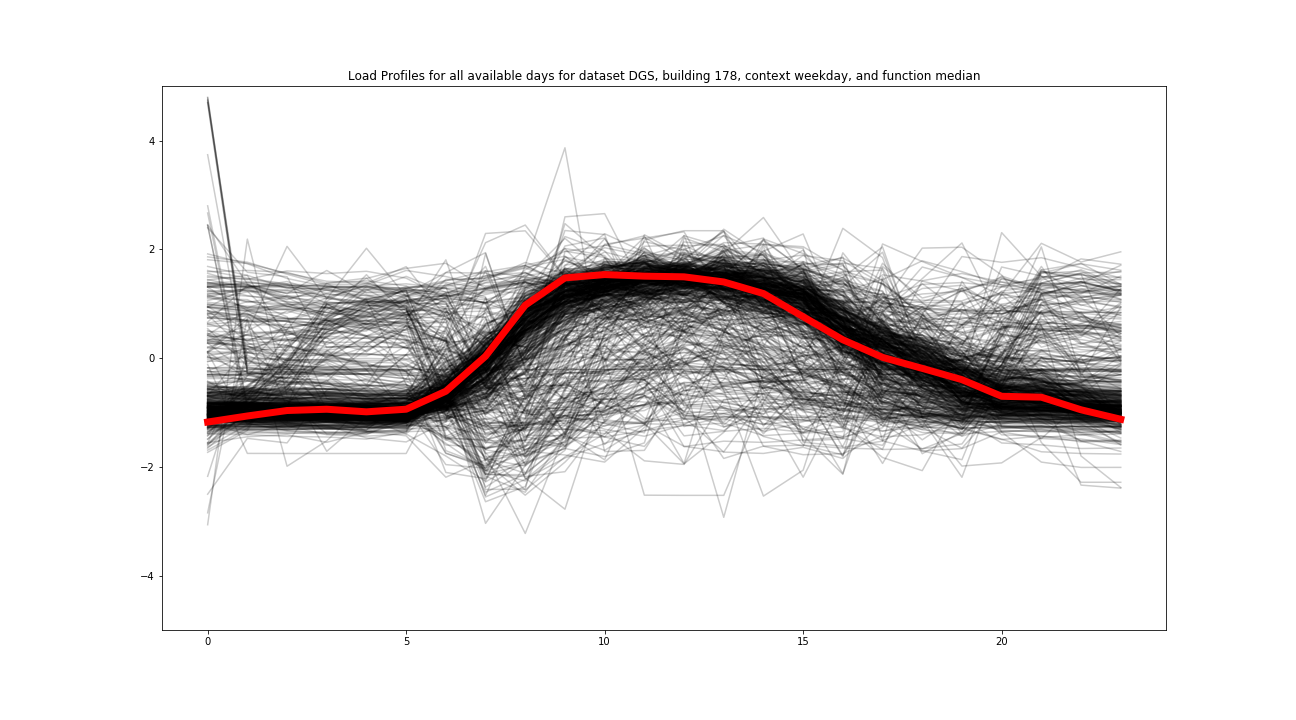 Load Profiles for all available days for dataset DGS, building 178, context weekday, and function median
4
2
0
−2
−4
0 5 10 15 20